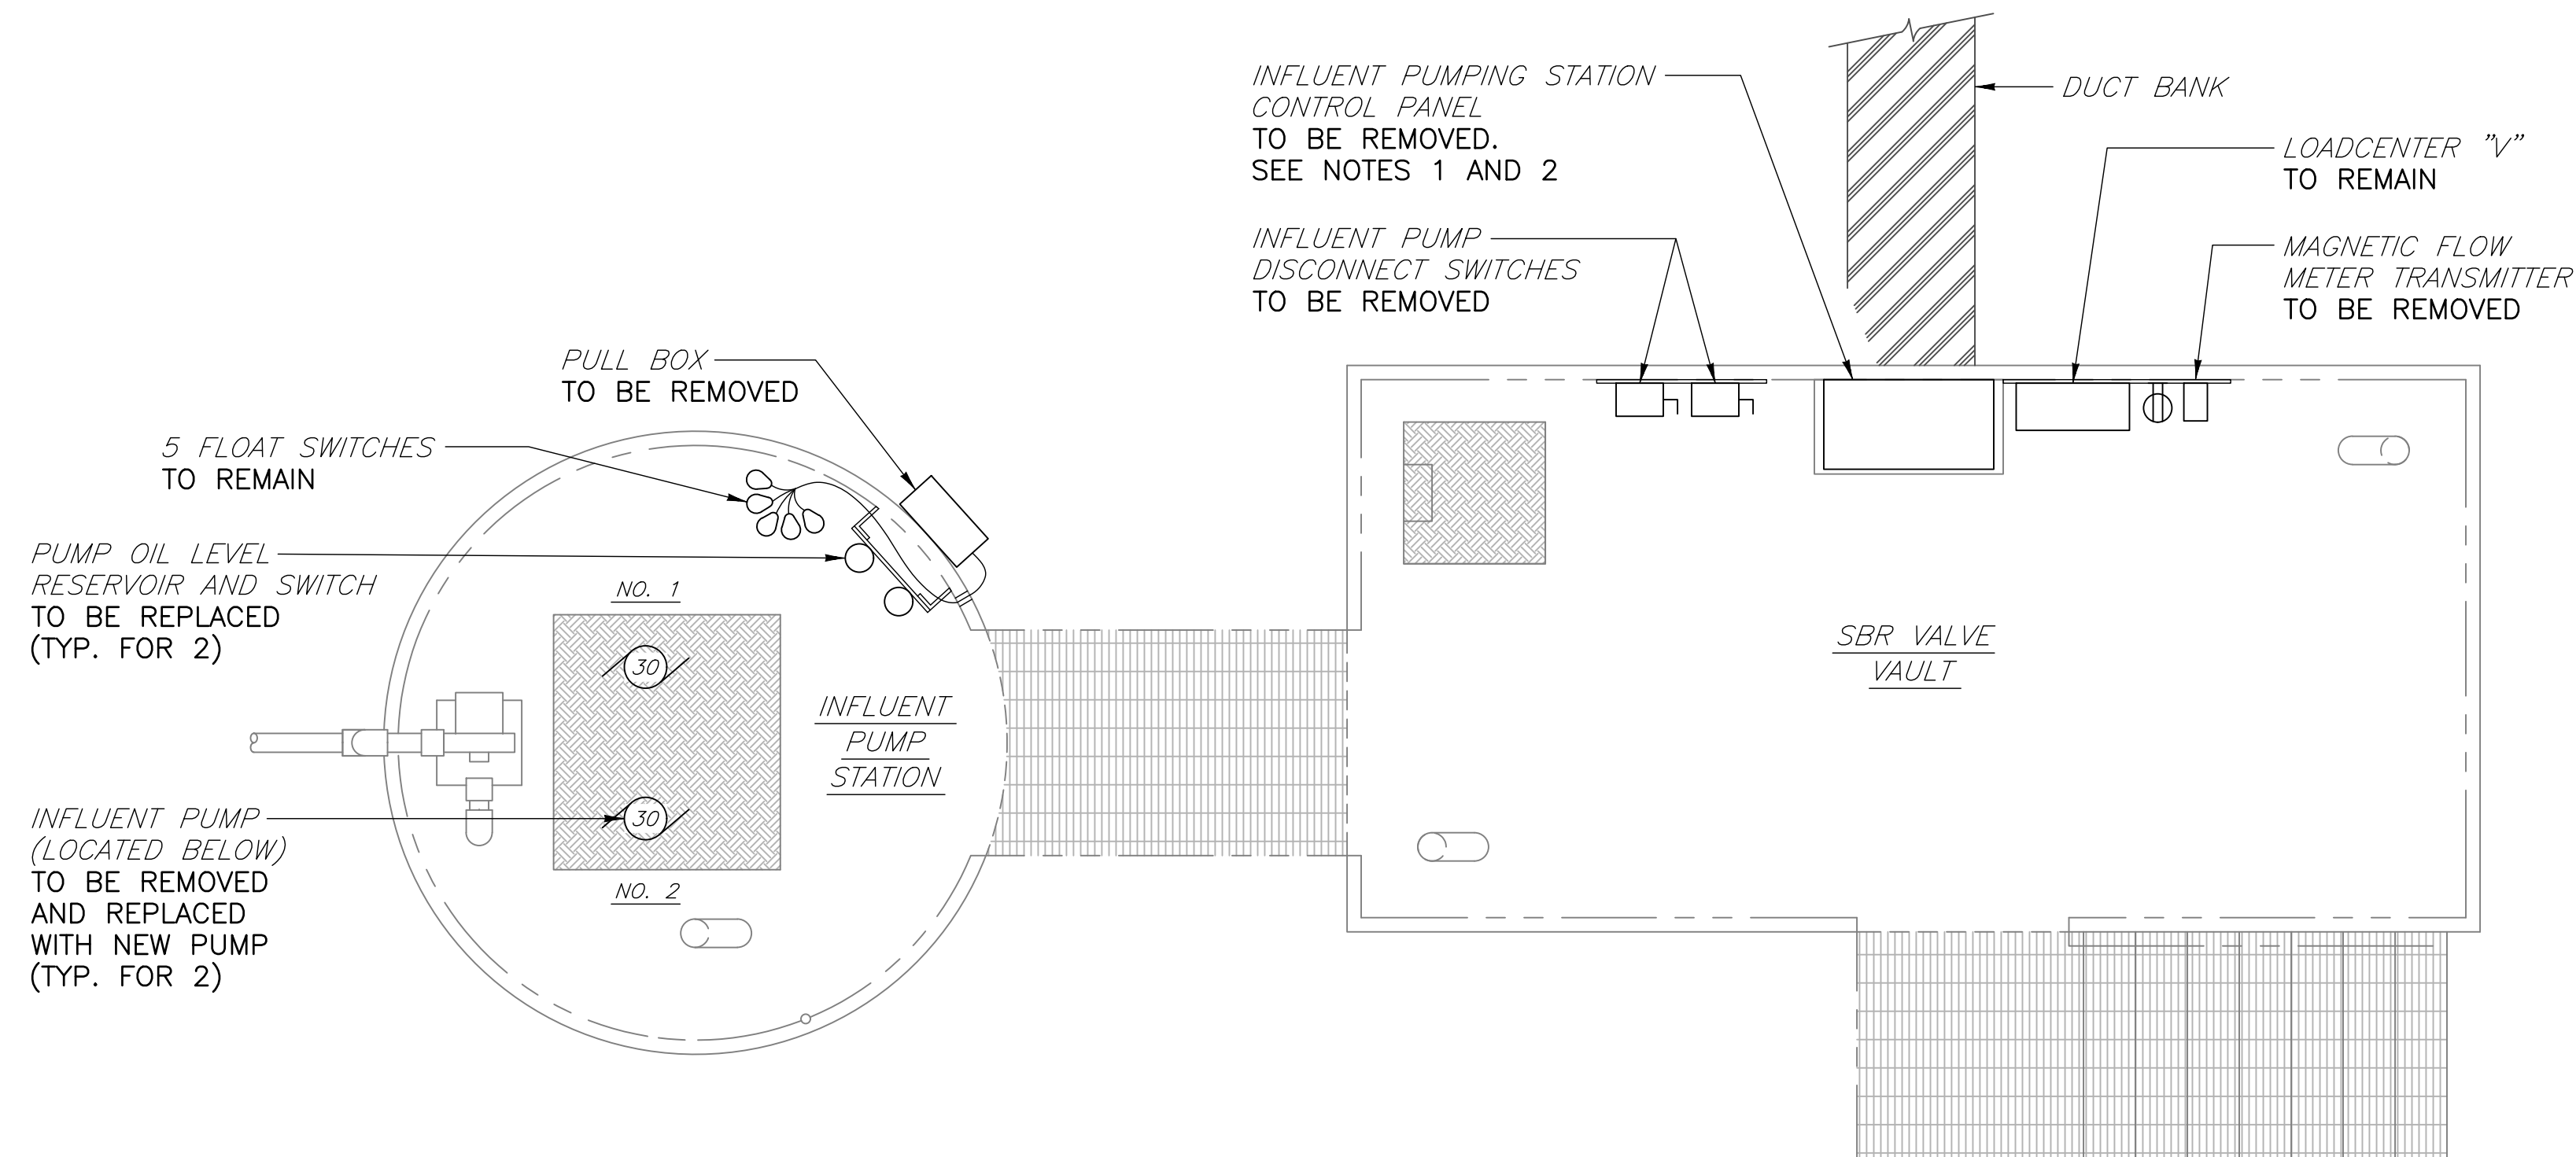 INFLUENT PUMPING STATION
CONTROL PANEL
TO BE REMOVED.
SEE NOTES 1 AND 2
DUCT BANK
LOADCENTER "V"
TO REMAIN
INFLUENT PUMP
DISCONNECT SWITCHES
TO BE REMOVED
MAGNETIC FLOW
METER TRANSMITTER
TO BE REMOVED
PULL BOX
TO BE REMOVED
5 FLOAT SWITCHES
TO REMAIN
PUMP OIL LEVEL
RESERVOIR AND SWITCH
TO BE REPLACED
(TYP. FOR 2)
NO. 1
30
INFLUENT
PUMP
STATION
SBR VALVE
VAULT
INFLUENT PUMP
(LOCATED BELOW)
TO BE REMOVED
AND REPLACED
WITH NEW PUMP
(TYP. FOR 2)
30
NO. 2